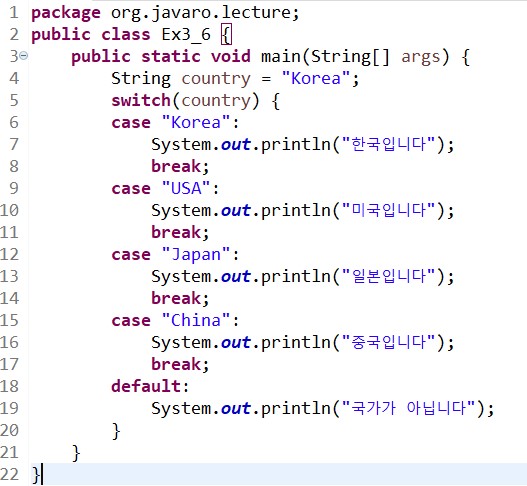 1 package org.javaro.lecture;
2 public class Ex3_6 {
3 public static void main(String[] args) {
4 String country = "Korea";
5 switch(country) {
6 case "Korea":
7 System.out.println("한국입니다");
8 break;
9 case "USA":
10 System.out.println("미국입니다");
11 break;
12 case "Japan":
13 System.out.println("일본입니다");
14 break;
15 case "China":
16 System.out.println("중국입니다");
17 break;
18 default:
19 System.out.println("국가가 아닙니다");
20 }
21 }
22 }